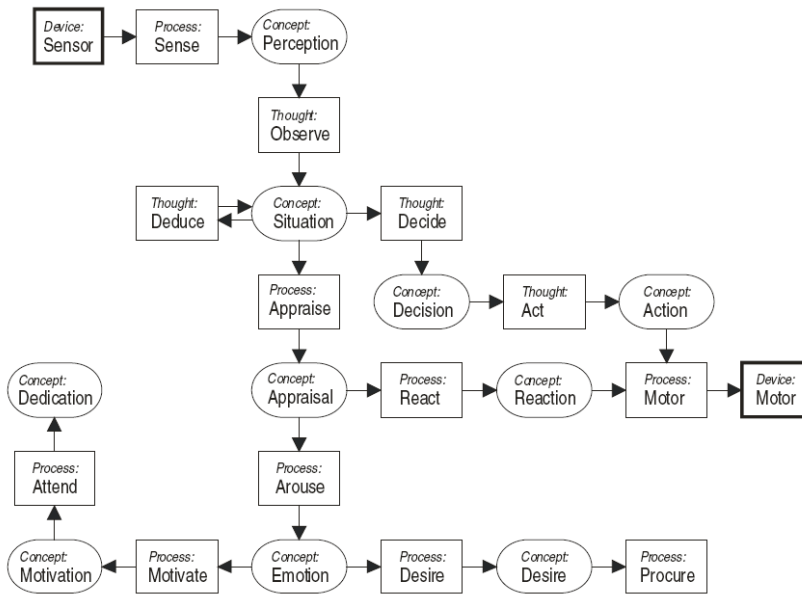 Device:
Sensor
Process:
Sense
Concept:
Perception
Thought:
Observe
Thought:
Deduce
Concept:
Situation
Thought:
Decide
Process:
Appraise
Concept:
Decision
Thought:
Act
Concept:
Action
Concept:
Dedication
Concept:
Appraisal
Process:
React
Concept:
Reaction
Process:
Motor
Device:
Motor
Process:
Attend
Process:
Arouse
Concept:
Motivation
Process:
Motivate
Concept:
Emotion
Process:
Desire
Concept:
Desire
Process:
Procure